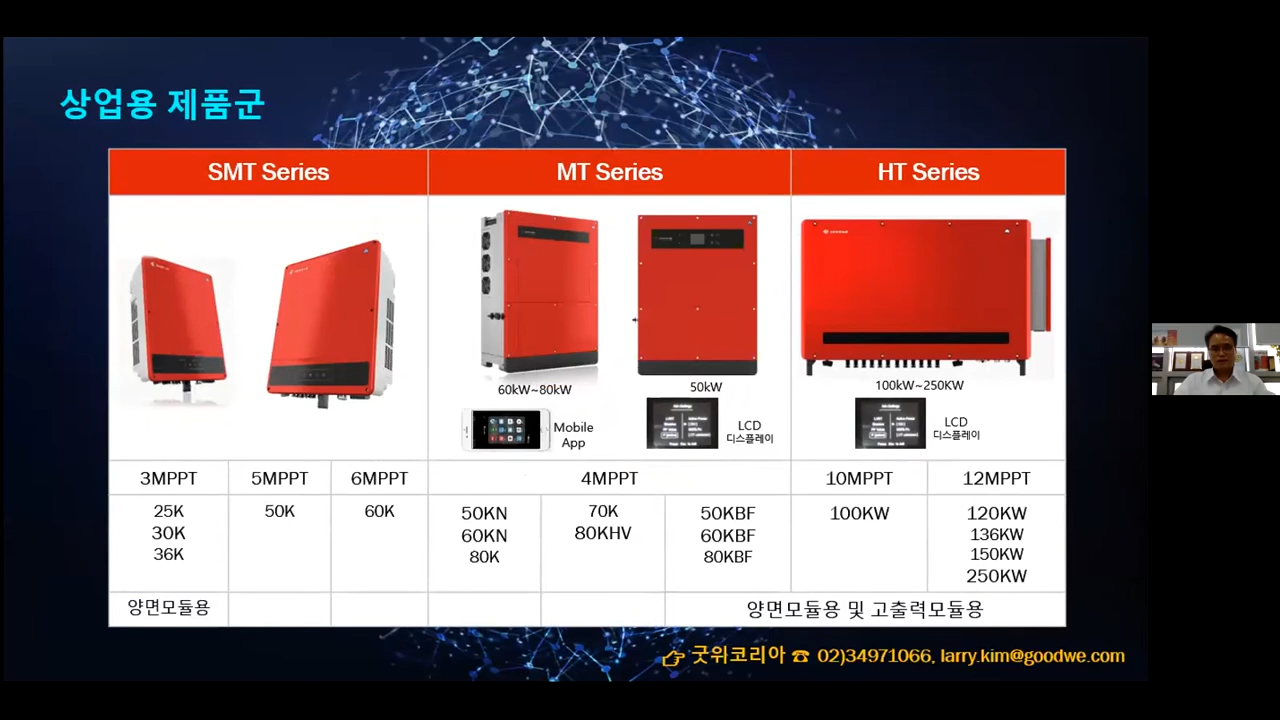 상업용 제품군
SMT Series
MT Series
HT Series
60kW~80kW
50kW
100kW~250KW
Mobile
App
LCD
디스플레이
LCD
디스플레이
3MPPT
5MPPT
6MPPT
4MPPT
10MPPT
12MPPT
25K
30K
36K
50K
60K
50KN
60KN
80K
70K
80KHV
50KBF
60KBF
80KBF
100KW
120KW
136KW
150KW
250KW
양면모듈용
양면모듈용 및 고출력모듈용
굿위코리아 ☎ 02)34971066, larry.kim@goodwe.com